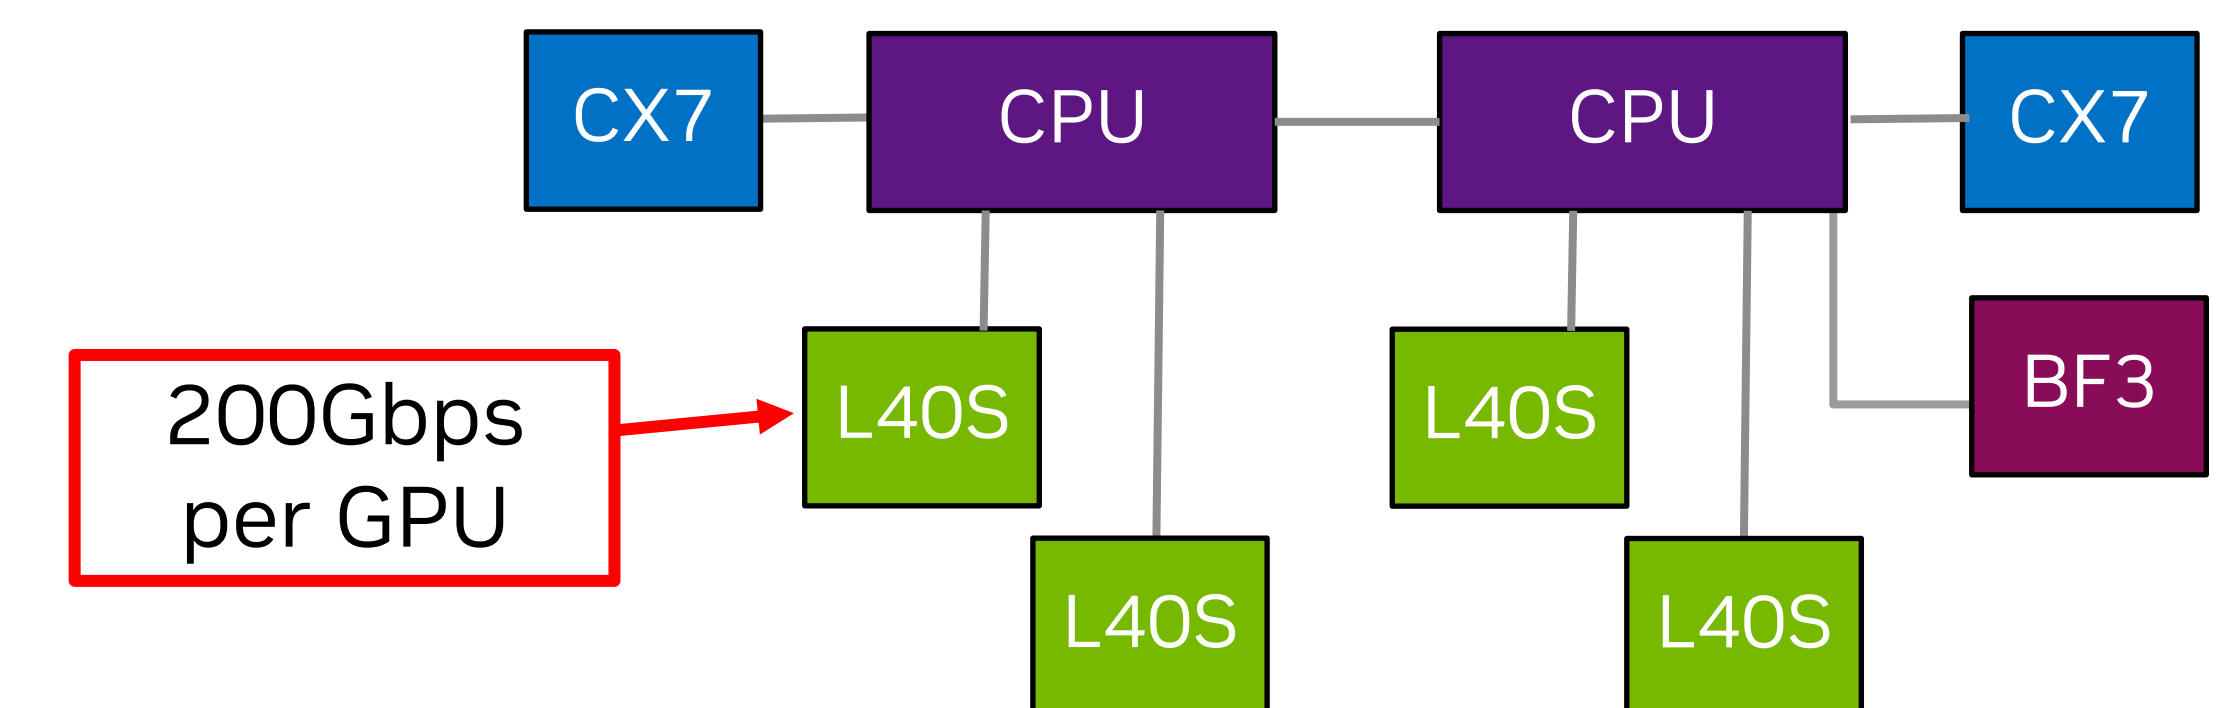 CX7
CPU
CPU
CX7
200Gbps
per GPU
L40S
L40S
BF3
L40S
L40S